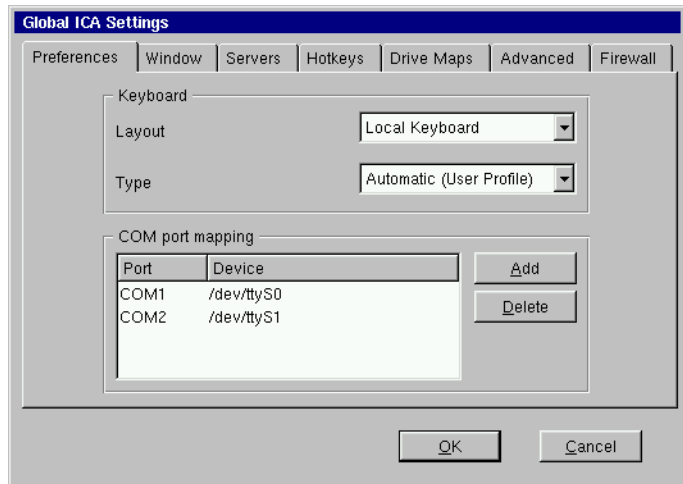 Global ICA Settings
Preferences Window Servers Hotkeys Drive Maps Advanced Firewall
Keyboard
Layout Local Keyboard
Type Automatic (User Profile)
COM port mapping
Port Device Add
COM1 /dev/ttyS0
COM2 /dev/ttyS1 Delete
OK Cancel